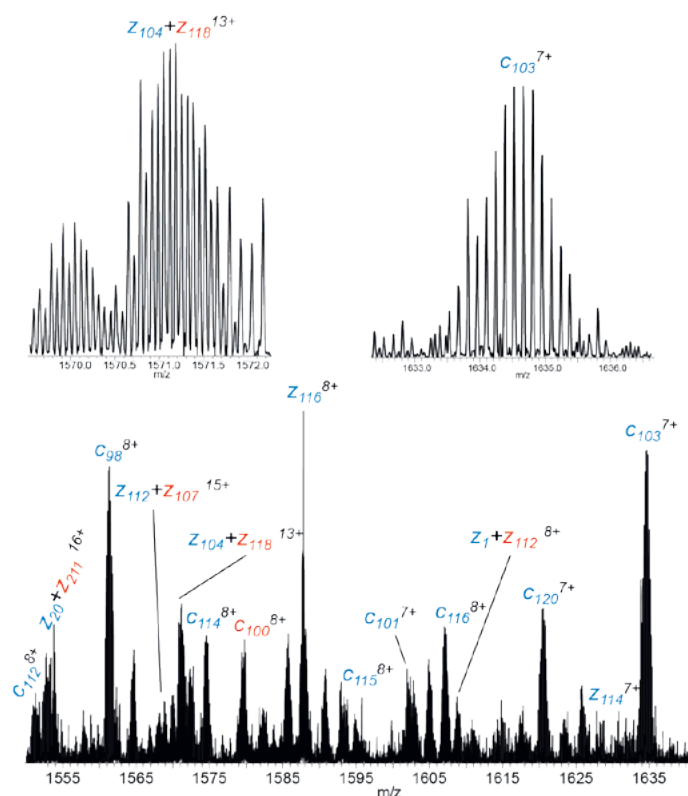 z104+z118 13+
c103 7+
1570.0 1570.5 1571.0 1571.5 1572.0
m/z
1633.0 1634.0 1635.0 1636.0
m/z
z116 8+
c98 8+
c103 7+
z112+z107 15+
z104+z118 13+
z1+z112 8+
z20+z211 16+
c114 8+
c100 8+
c101 7+
c116 8+
c120 7+
c112 8+
c115 8+
z114 7+
1555 1565 1575 1585 1595 1605 1615 1625 1635
m/z